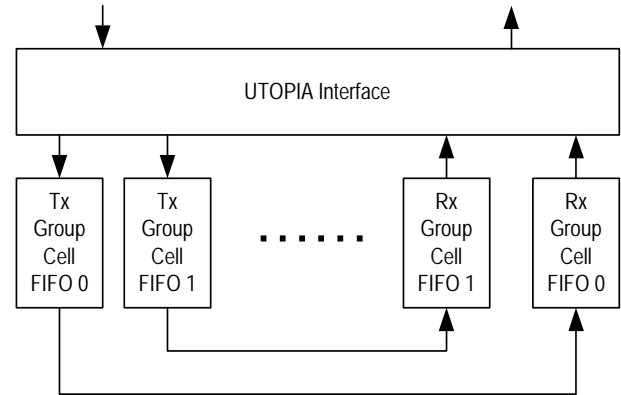 UTOPIA Interface
Tx
Group
Cell
FIFO 0
Tx
Group
Cell
FIFO 1
Rx
Group
Cell
FIFO 1
Rx
Group
Cell
FIFO 0